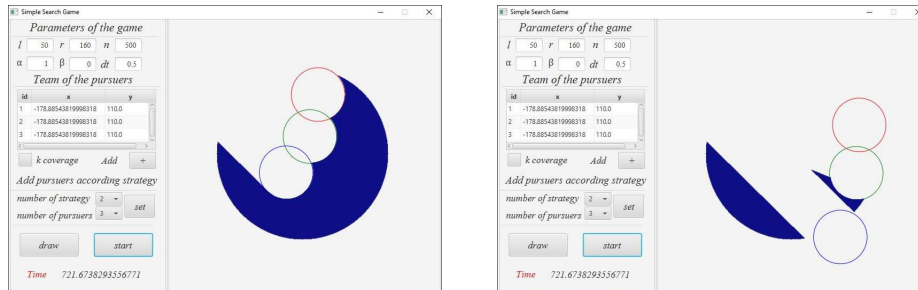 Simple Search Game
Parameters of the game
l 50 r 160 n 500
α 1 β 0 dt 0.5
Team of the pursuers
id x y
1 -178.88543819998318 110.0
2 -178.88543819998318 110.0
3 -178.88543819998318 110.0
k coverage Add +
Add pursuers according strategy
number of strategy 2
number of pursuers 3
set
draw start
Time 721.6738293556771
Simple Search Game
Parameters of the game
l 50 r 160 n 500
α 1 β 0 dt 0.5
Team of the pursuers
id x y
1 -178.88543819998318 110.0
2 -178.88543819998318 110.0
3 -178.88543819998318 110.0
k coverage Add +
Add pursuers according strategy
number of strategy 2
number of pursuers 3
set
draw start
Time 721.6738293556771